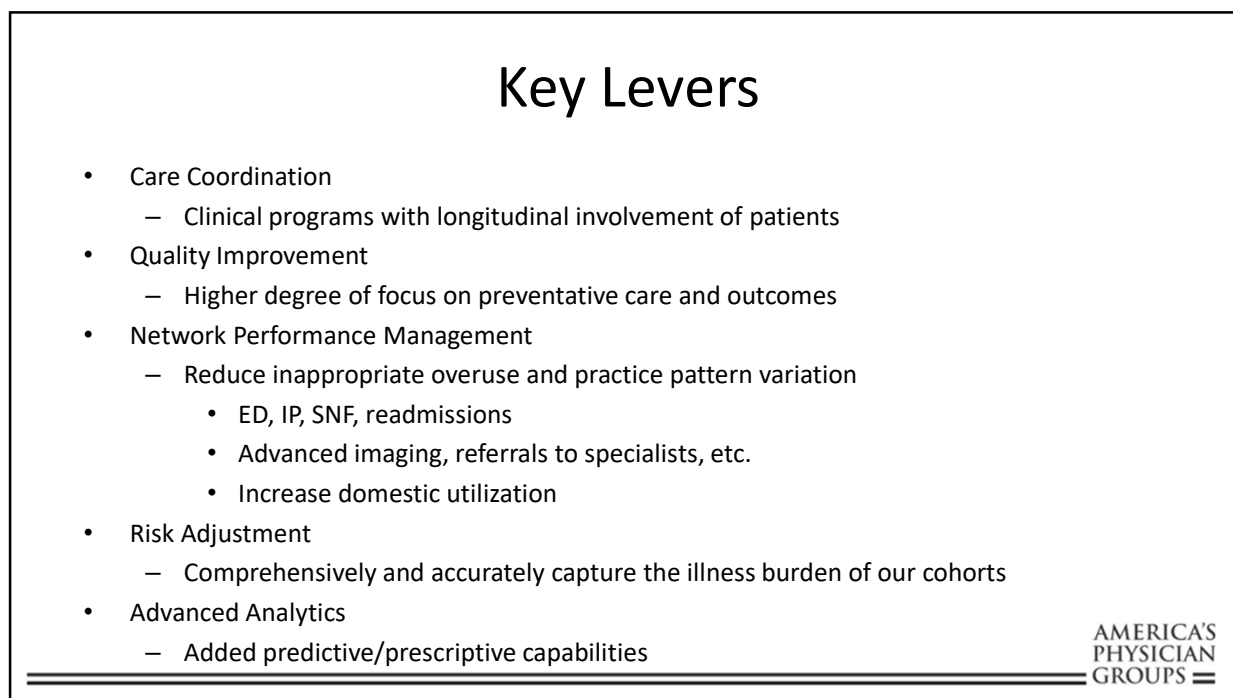 Key Levers
• Care Coordination
– Clinical programs with longitudinal involvement of patients
• Quality Improvement
– Higher degree of focus on preventative care and outcomes
• Network Performance Management
– Reduce inappropriate overuse and practice pattern variation
• ED, IP, SNF, readmissions
• Advanced imaging, referrals to specialists, etc.
• Increase domestic utilization
• Risk Adjustment
– Comprehensively and accurately capture the illness burden of our cohorts
• Advanced Analytics
– Added predictive/prescriptive capabilities
AMERICA'S
PHYSICIAN
GROUPS